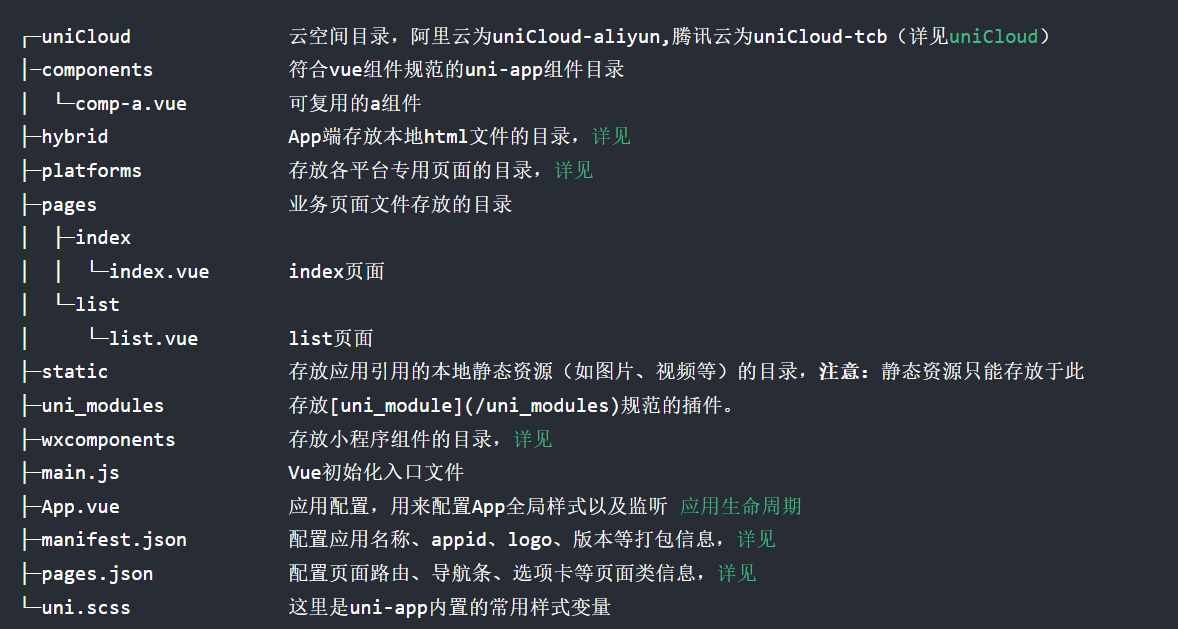 ┌─uniCloud              云空间目录，阿里云为uniCloud-aliyun,腾讯云为uniCloud-tcb（详见uniCloud）
│─components            符合vue组件规范的uni-app组件目录
│  └─comp-a.vue         可复用的a组件
├─hybrid                App端存放本地html文件的目录，详见
├─platforms             存放各平台专用页面的目录，详见
├─pages                 业务页面文件存放的目录
│  ├─index
│  │  └─index.vue       index页面
│  └─list
│     └─list.vue        list页面
├─static                存放应用引用的本地静态资源（如图片、视频等）的目录，注意：静态资源只能存放于此
├─uni_modules           存放[uni_module](/uni_modules)规范的插件。
├─wxcomponents          存放小程序组件的目录，详见
├─main.js               Vue初始化入口文件
├─App.vue               应用配置，用来配置App全局样式以及监听 应用生命周期
├─manifest.json         配置应用名称、appid、logo、版本等打包信息，详见
├─pages.json            配置页面路由、导航条、选项卡等页面类信息，详见
└─uni.scss              这里是uni-app内置的常用样式变量